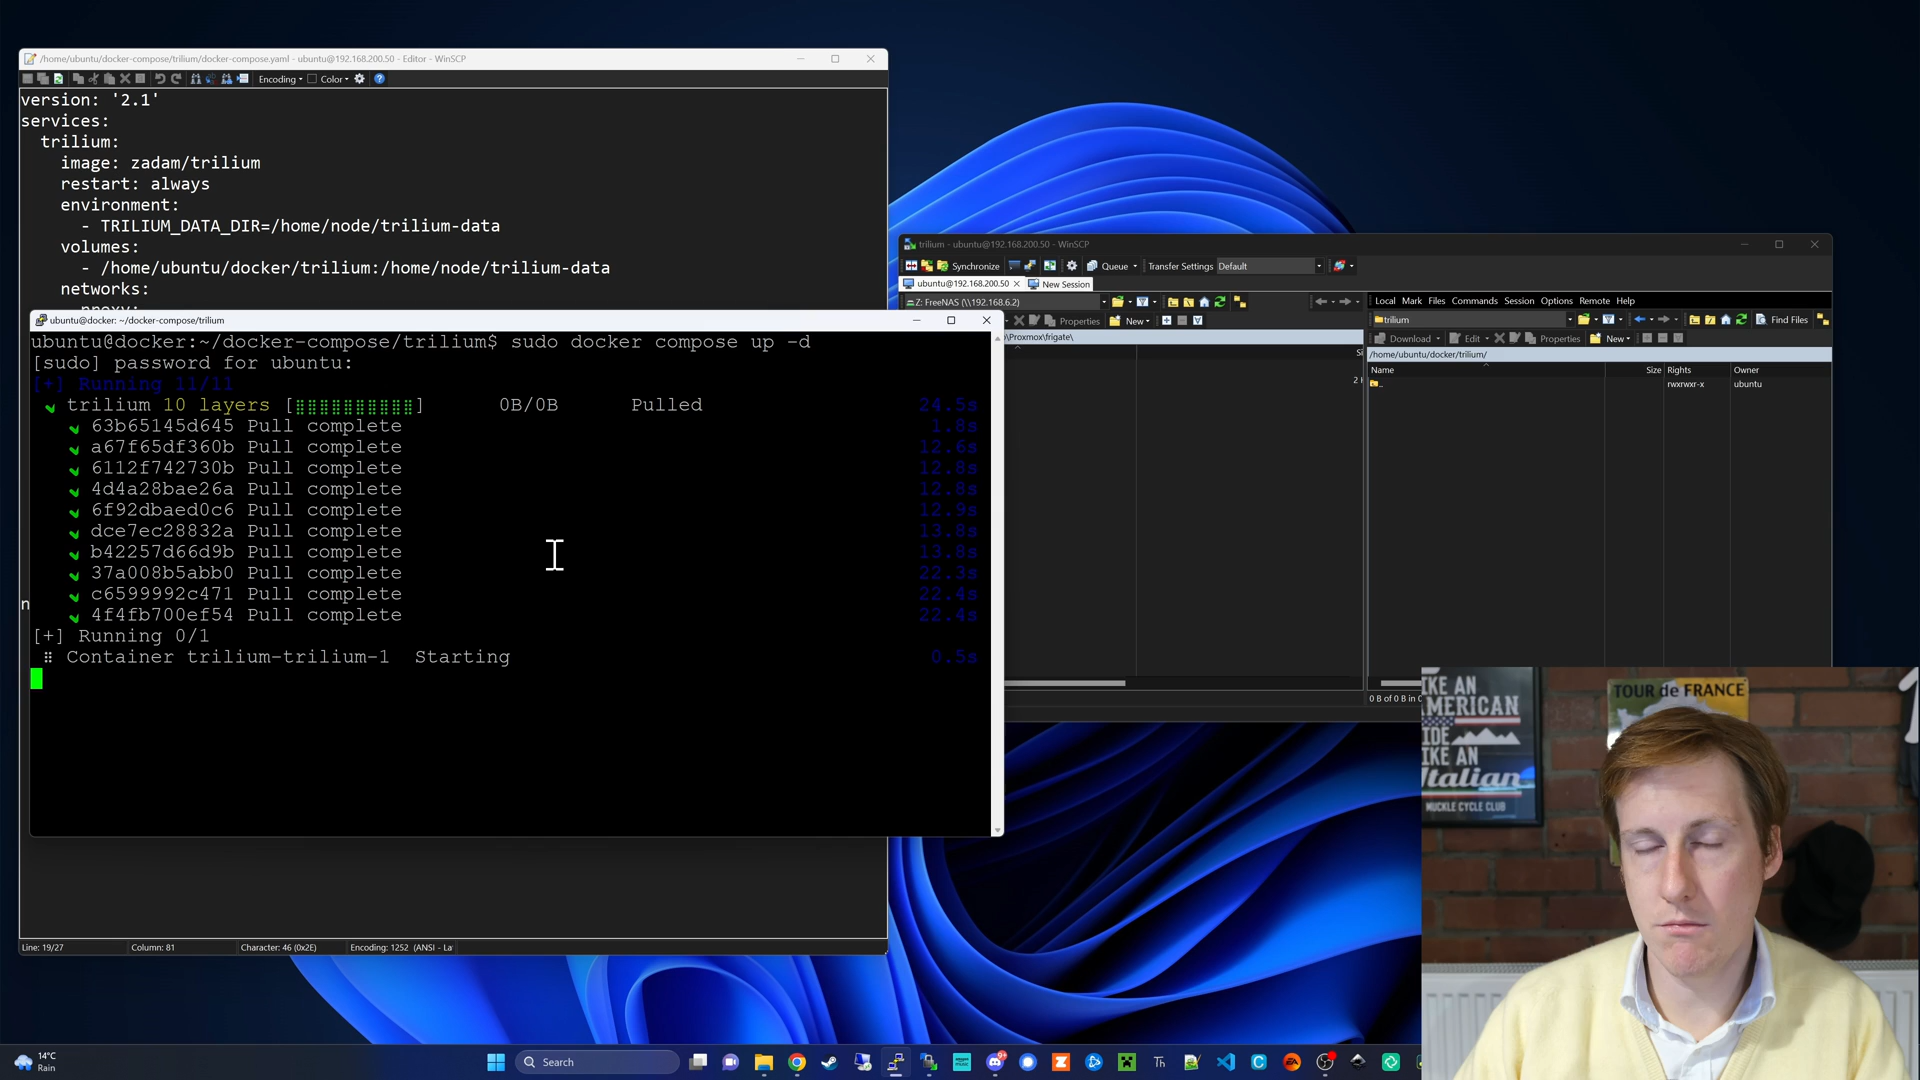 /home/ubuntu/docker-compose/trilium/docker-compose.yaml - ubuntu@192.168.200.50 - Editor - WinSCP
Encoding
Color
version: '2.1'
services:
trilium:
image: zadam/trilium
restart: always
environment:
- TRILIUM_DATA_DIR=/home/node/trilium-data
volumes:
- /home/ubuntu/docker/trilium:/home/node/trilium-data
networks:
n
Line: 19/27
Column: 81
Character: 46 (0x2E)
Encoding: 1252 (ANSI - La
ubuntu@docker: ~/docker-compose/trilium
ubuntu@docker:~/docker-compose/trilium$ sudo docker compose up -d
[sudo] password for ubuntu:
[+] Running 11/11
trilium 10 layers [⣿⣿⣿⣿⣿⣿⣿⣿⣿⣿] 0B/0B Pulled 24.5s
63b65145d645 Pull complete 1.8s
a67f65df360b Pull complete 12.6s
6112f742730b Pull complete 12.8s
4d4a28bae26a Pull complete 12.8s
6f92dbaed0c6 Pull complete 12.9s
dce7ec28832a Pull complete 13.8s
b42257d66d9b Pull complete 13.8s
37a008b5abb0 Pull complete 22.3s
c6599992c471 Pull complete 22.4s
4f4fb700ef54 Pull complete 22.4s
[+] Running 0/1
Container trilium-trilium-1 Starting 0.5s
trilium - ubuntu@192.168.200.50 - WinSCP
Synchronize
Queue
Transfer Settings Default
ubuntu@192.168.200.50
New Session
Z: FreeNAS (\\192.168.6.2)
Properties
New
\Proxmox\frigate\
2
Local Mark Files Commands Session Options Remote Help
trilium
Find Files
Download
Edit
Properties
New
/home/ubuntu/docker/trilium/
Name Size Rights Owner
.. rwxrwxr-x ubuntu
0 B of 0 B in 0
AMERICAN
Italian
MUCKLE CYCLE CLUB
TOUR de FRANCE
14°C
Rain
Search